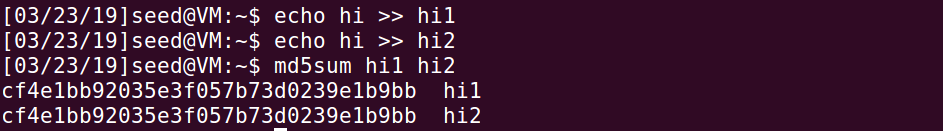 [03/23/19]seed@VM:~$ echo hi >> hi1
[03/23/19]seed@VM:~$ echo hi >> hi2
[03/23/19]seed@VM:~$ md5sum hi1 hi2
cf4e1bb92035e3f057b73d0239e1b9bb  hi1
cf4e1bb92035e3f057b73d0239e1b9bb  hi2